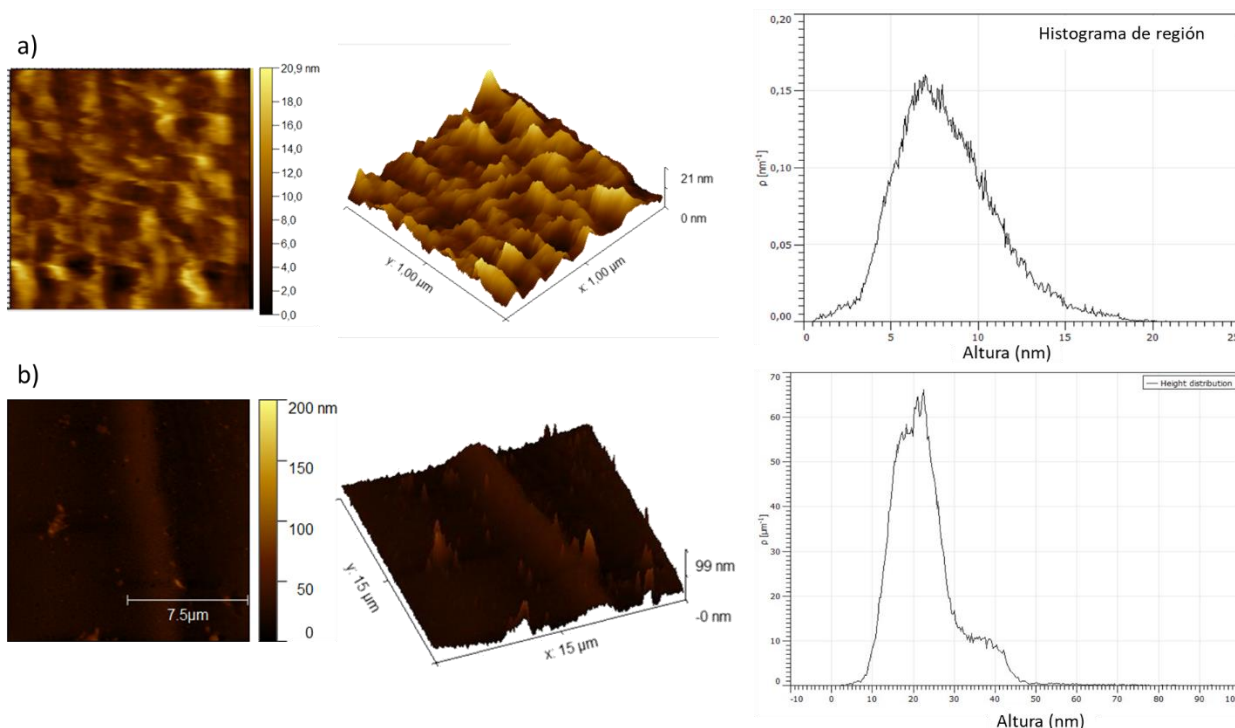 a)
20,9 nm
18,0
16,0
14,0
12,0
10,0
8,0
6,0
4,0
2,0
0,0
21 nm
0 nm
y: 1,00 µm
x: 1,00 µm
Histograma de región
0,20
0,15
0,10
0,05
0,00
ρ [nm⁻¹]
0
5
10
15
20
25
Altura (nm)
b)
200 nm
150
100
50
0
7.5µm
99 nm
-0 nm
y: 15 µm
x: 15 µm
Height distribution
70
60
50
40
30
20
10
0
ρ [µm⁻¹]
-10
0
10
20
30
40
50
60
70
80
90
Altura (nm)